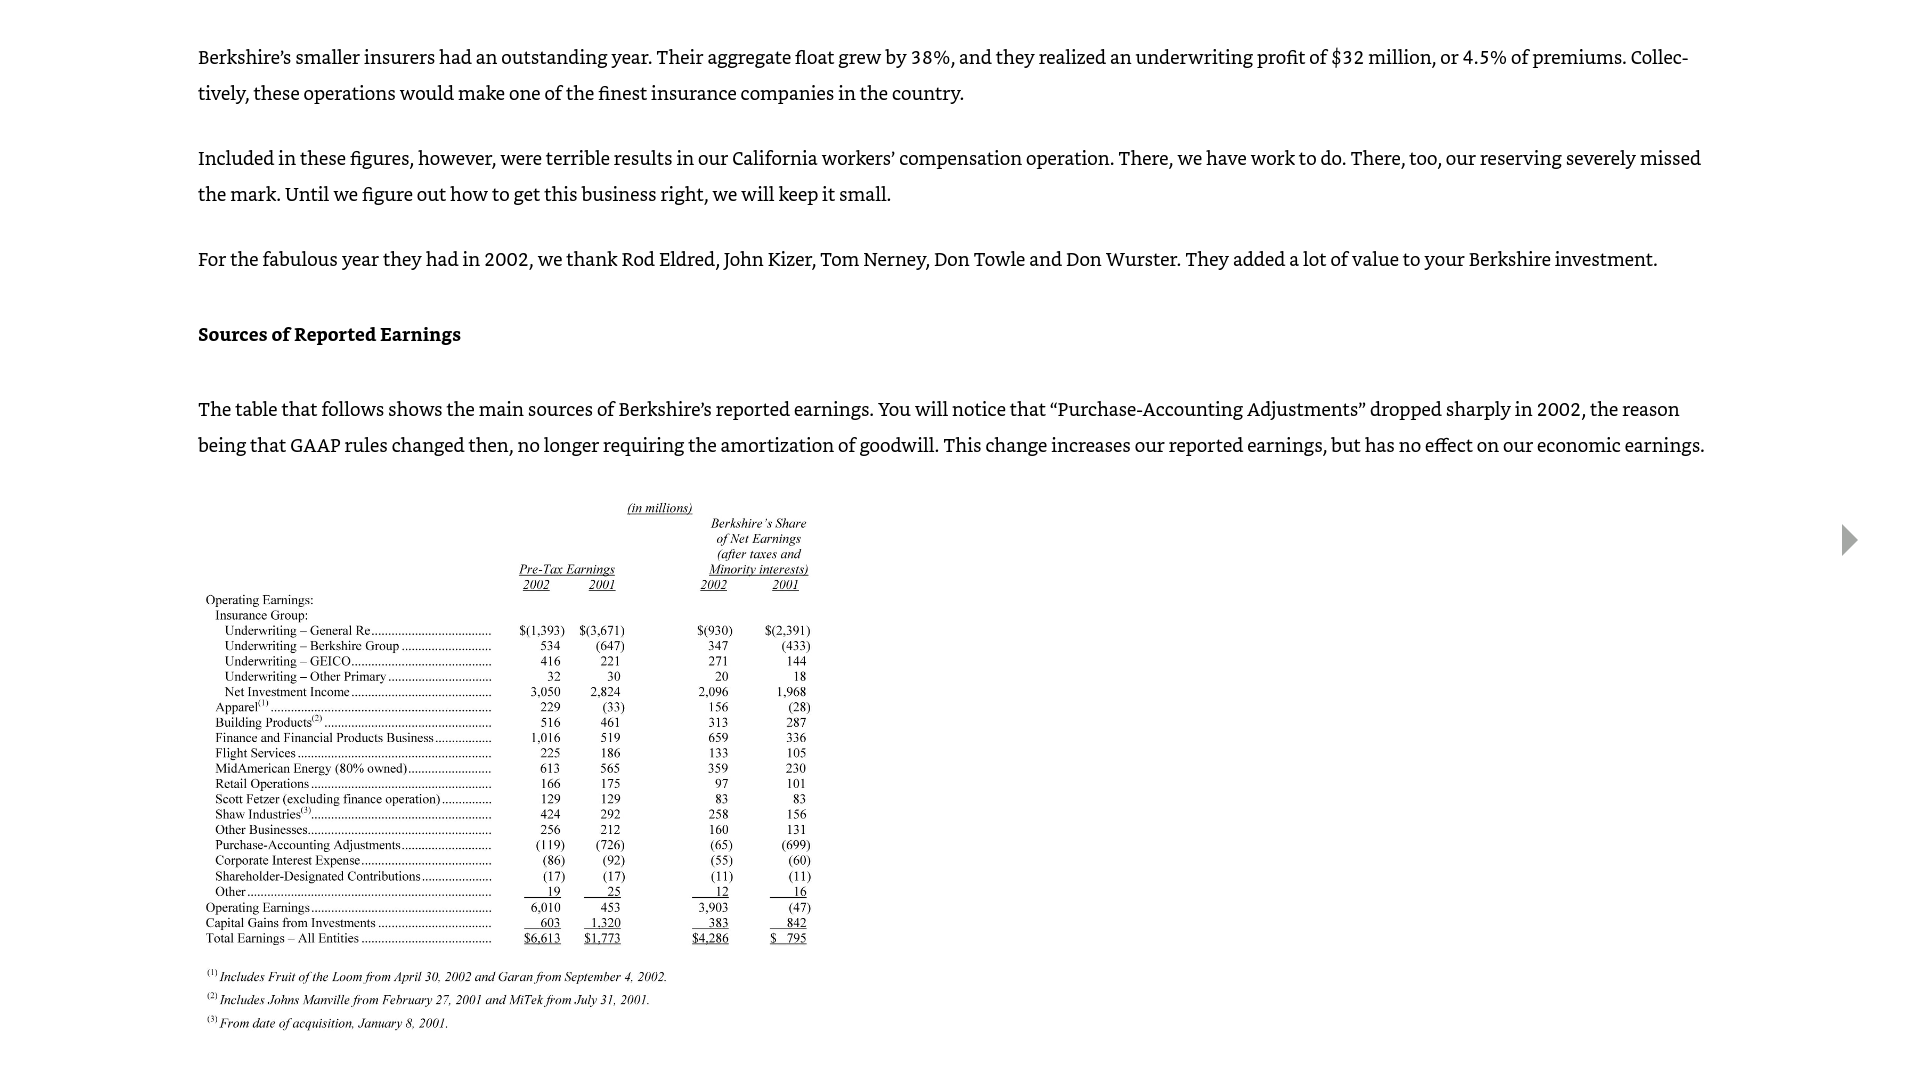 Berkshire’s smaller insurers had an outstanding year. Their aggregate float grew by 38%, and they realized an underwriting profit of $32 million, or 4.5% of premiums. Collec-
tively, these operations would make one of the finest insurance companies in the country.
Included in these figures, however, were terrible results in our California workers’ compensation operation. There, we have work to do. There, too, our reserving severely missed
the mark. Until we figure out how to get this business right, we will keep it small.
For the fabulous year they had in 2002, we thank Rod Eldred, John Kizer, Tom Nerney, Don Towle and Don Wurster. They added a lot of value to your Berkshire investment.
Sources of Reported Earnings
The table that follows shows the main sources of Berkshire’s reported earnings. You will notice that “Purchase-Accounting Adjustments” dropped sharply in 2002, the reason
being that GAAP rules changed then, no longer requiring the amortization of goodwill. This change increases our reported earnings, but has no effect on our economic earnings.
(in millions)
Berkshire’s Share
of Net Earnings
(after taxes and
Pre-Tax Earnings Minority interests)
2002 2001 2002 2001
Operating Earnings:
Insurance Group:
Underwriting – General Re $(1,393) $(3,671) $(930) $(2,391)
Underwriting – Berkshire Group 534 (647) 347 (433)
Underwriting – GEICO 416 221 271 144
Underwriting – Other Primary 32 30 20 18
Net Investment Income 3,050 2,824 2,096 1,968
Apparel(1) 229 (33) 156 (28)
Building Products(2) 516 461 313 287
Finance and Financial Products Business 1,016 519 659 336
Flight Services 225 186 133 105
MidAmerican Energy (80% owned) 613 565 359 230
Retail Operations 166 175 97 101
Scott Fetzer (excluding finance operation) 129 129 83 83
Shaw Industries(3) 424 292 258 156
Other Businesses 256 212 160 131
Purchase-Accounting Adjustments (119) (726) (65) (699)
Corporate Interest Expense (86) (92) (55) (60)
Shareholder-Designated Contributions (17) (17) (11) (11)
Other 19 25 12 16
Operating Earnings 6,010 453 3,903 (47)
Capital Gains from Investments 603 1,320 383 842
Total Earnings – All Entities $6,613 $1,773 $4,286 $ 795
(1) Includes Fruit of the Loom from April 30, 2002 and Garan from September 4, 2002.
(2) Includes Johns Manville from February 27, 2001 and MiTek from July 31, 2001.
(3) From date of acquisition, January 8, 2001.